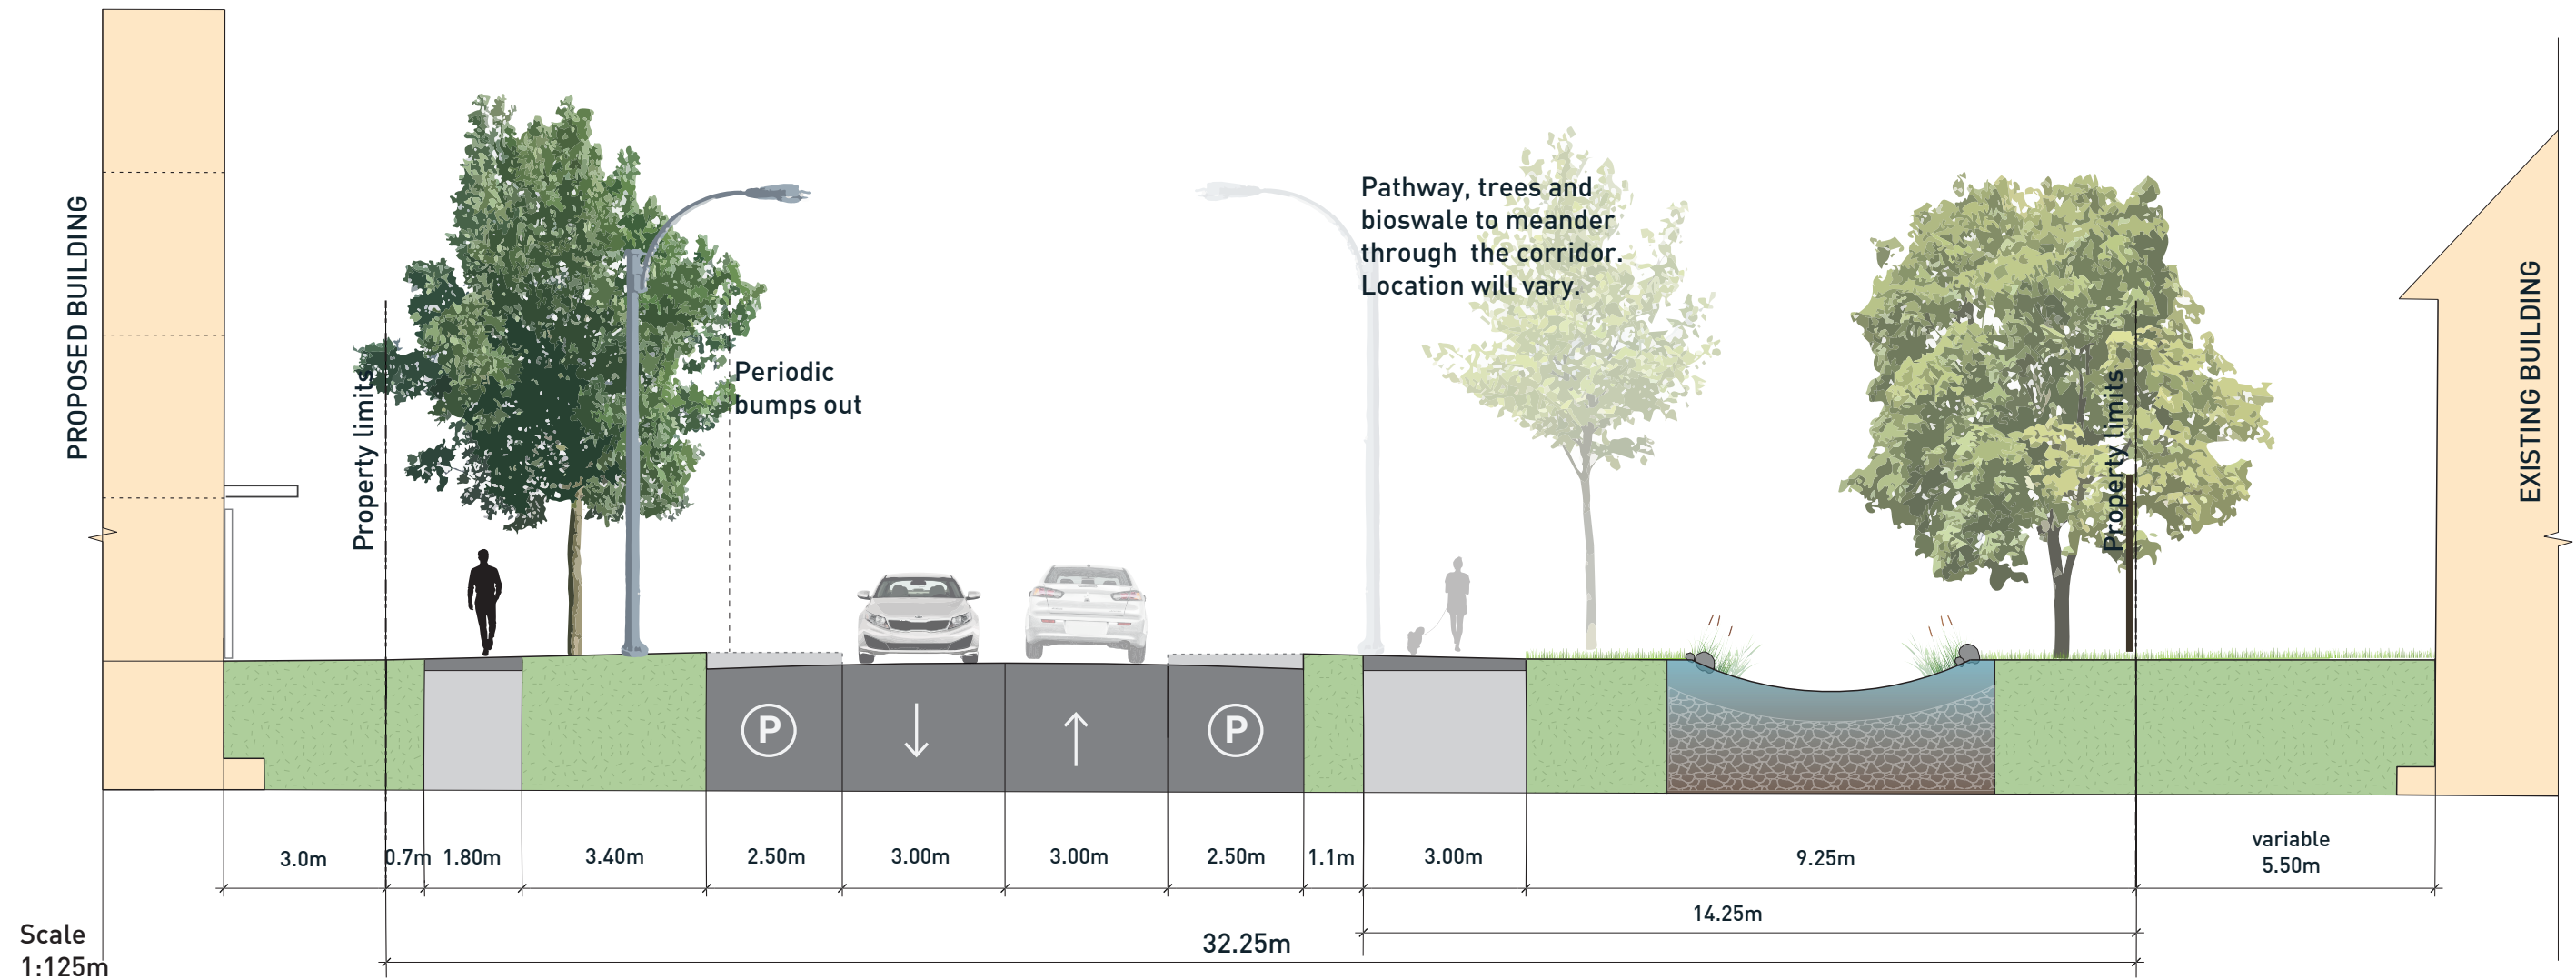 PROPOSED BUILDING
Property limits
Periodic
bumps out
Pathway, trees and
bioswale to meander
through the corridor.
Location will vary.
Property limits
EXISTING BUILDING
P
P
3.0m
0.7m
1.80m
3.40m
2.50m
3.00m
3.00m
2.50m
1.1m
3.00m
9.25m
variable
5.50m
14.25m
32.25m
Scale
1:125m